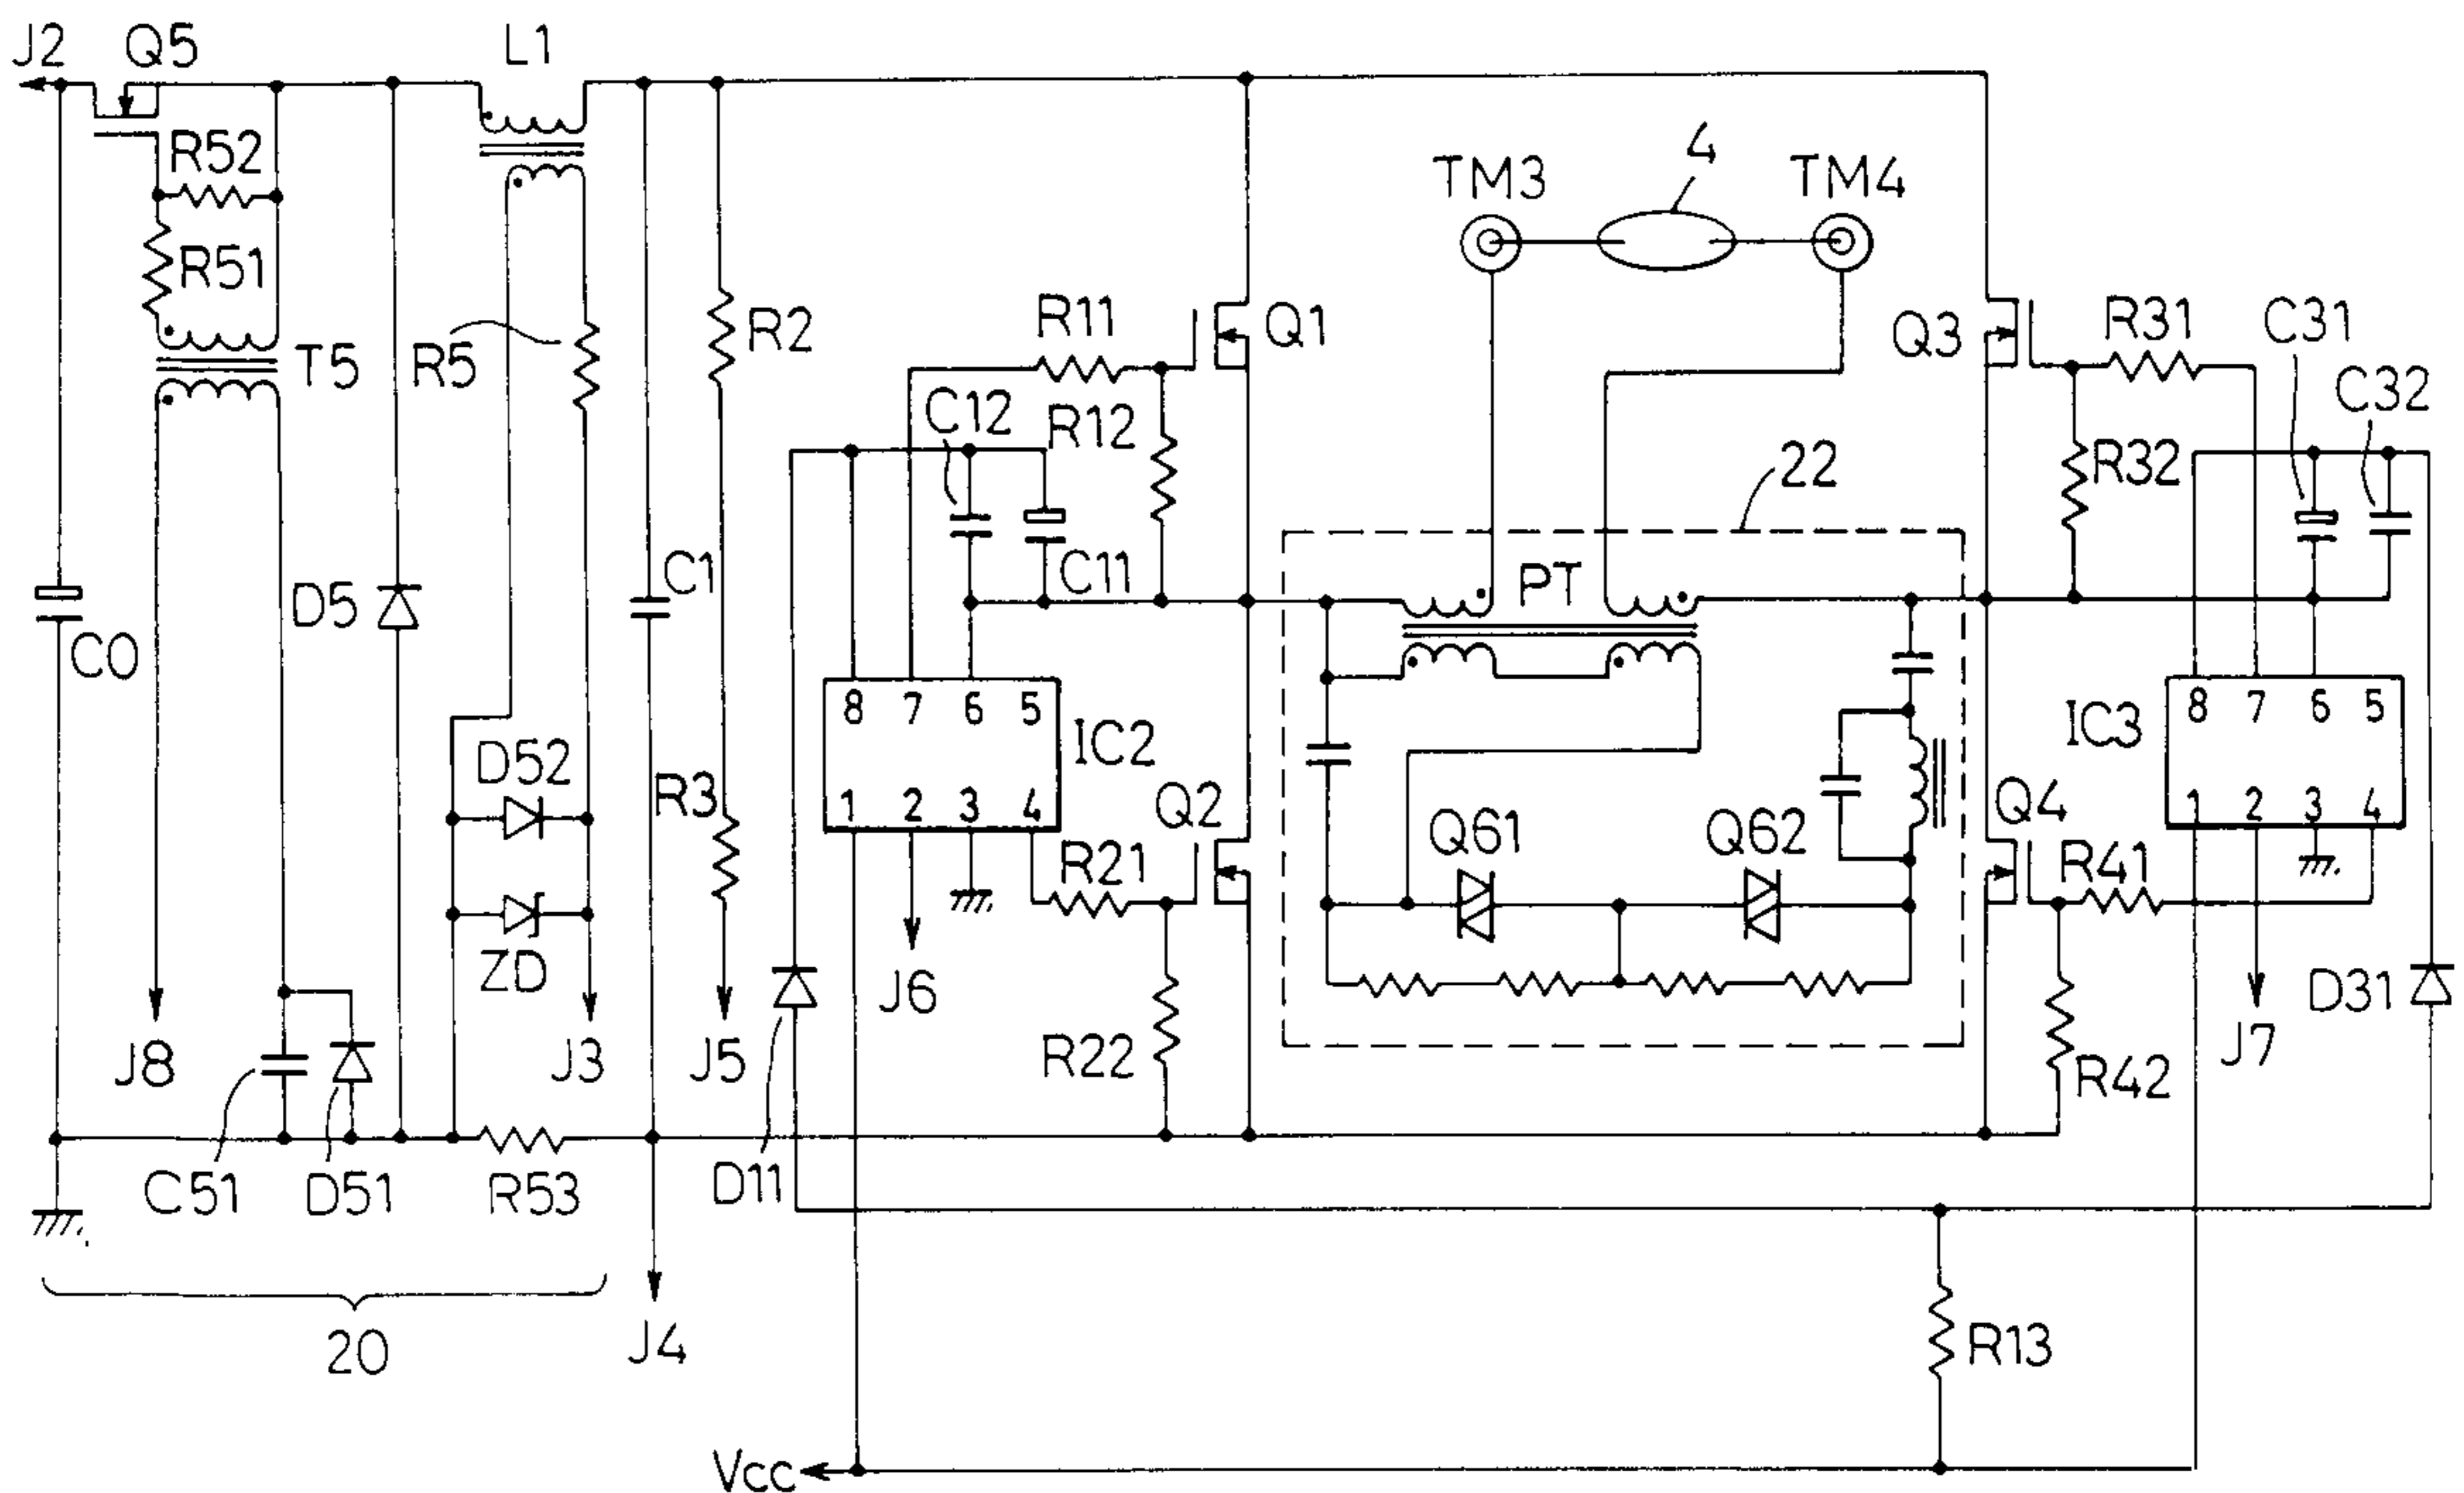 J2 Q5 L1
4
R52 TM3 TM4
R51
R11 Q1 Q3 R31 C31
T5 R5 R2
C12 R12 C32
22 R32
D5 C1 C11 PT
C0
8 7 6 5 8 7 6 5
D52 IC2 IC3
R3 1 2 3 4 Q2 Q61 Q62 Q4 1 2 3 4
R21 R41
ZD J6 D31
J8 J3 J5 R22 J7 R42
C51 D51 R53 D11
20 J4 R13
Vcc